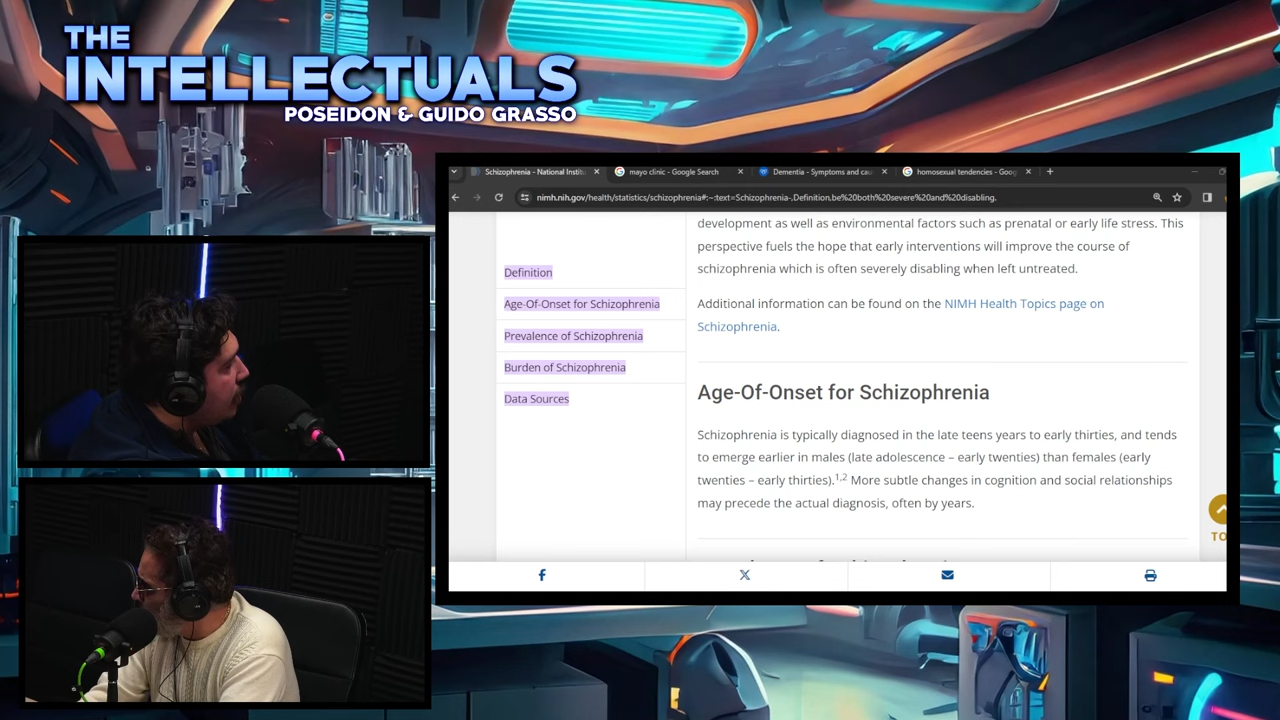 THE
INTELLECTUALS
POSEIDON & GUIDO GRASSO
Schizophrenia - National Instit
mayo clinic - Google Search
Dementia - Symptoms and cau
homosexual tendencies - Goog
nimh.nih.gov/health/statistics/schizophrenia#:~:text=Schizophrenia-,Definition,be%20both%20severe%20and%20disabling.
Definition
Age-Of-Onset for Schizophrenia
Prevalence of Schizophrenia
Burden of Schizophrenia
Data Sources
development as well as environmental factors such as prenatal or early life stress. This
perspective fuels the hope that early interventions will improve the course of
schizophrenia which is often severely disabling when left untreated.
Additional information can be found on the NIMH Health Topics page on
Schizophrenia.
Age-Of-Onset for Schizophrenia
Schizophrenia is typically diagnosed in the late teens years to early thirties, and tends
to emerge earlier in males (late adolescence – early twenties) than females (early
twenties – early thirties).1,2 More subtle changes in cognition and social relationships
may precede the actual diagnosis, often by years.
TO